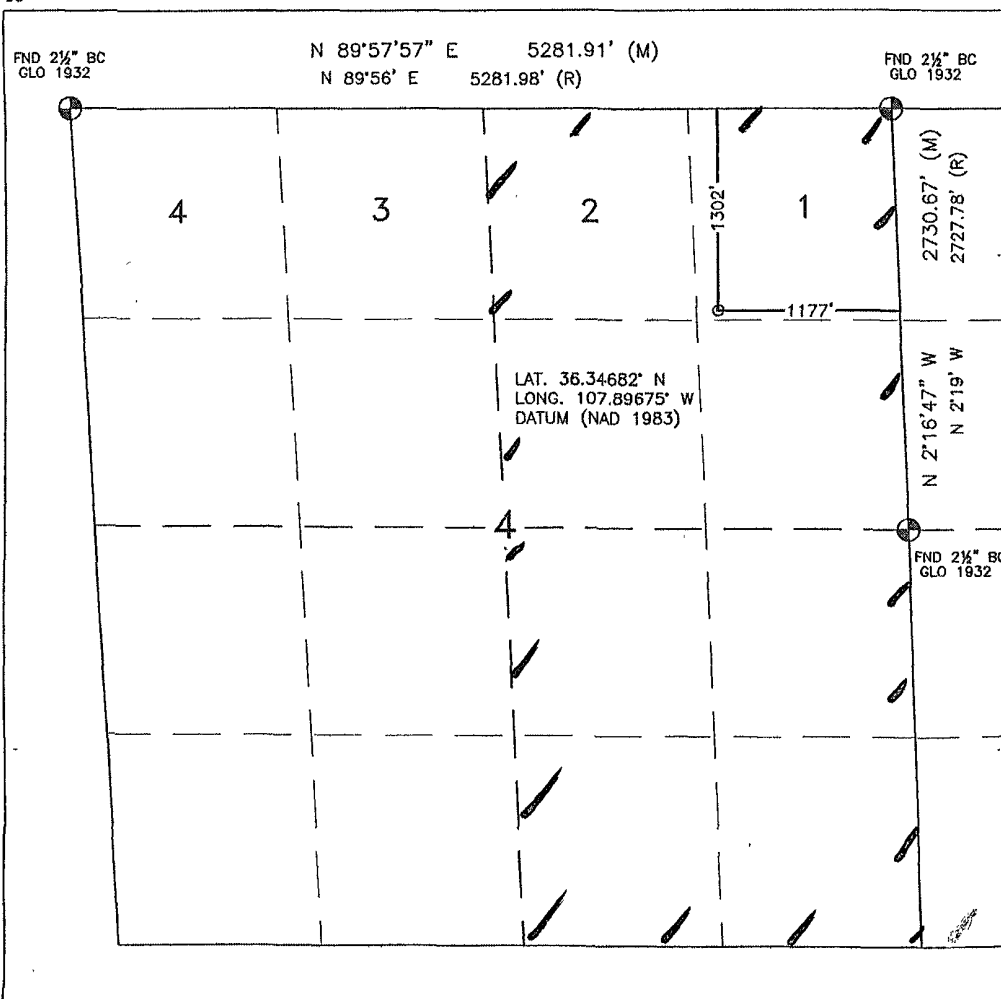 N 89°57'57" E 5281.91' (M)
N 89°56' E 5281.98' (R)
FND 2½" BC
GLO 1932
FND 2½" BC
GLO 1932
4
3
2
1
1302'
1177'
2730.67' (M)
2727.78' (R)
N 2°16'47" W
N 2°19' W
LAT. 36.34682° N
LONG. 107.89675° W
DATUM (NAD 1983)
4
FND 2½" BC
GLO 1932